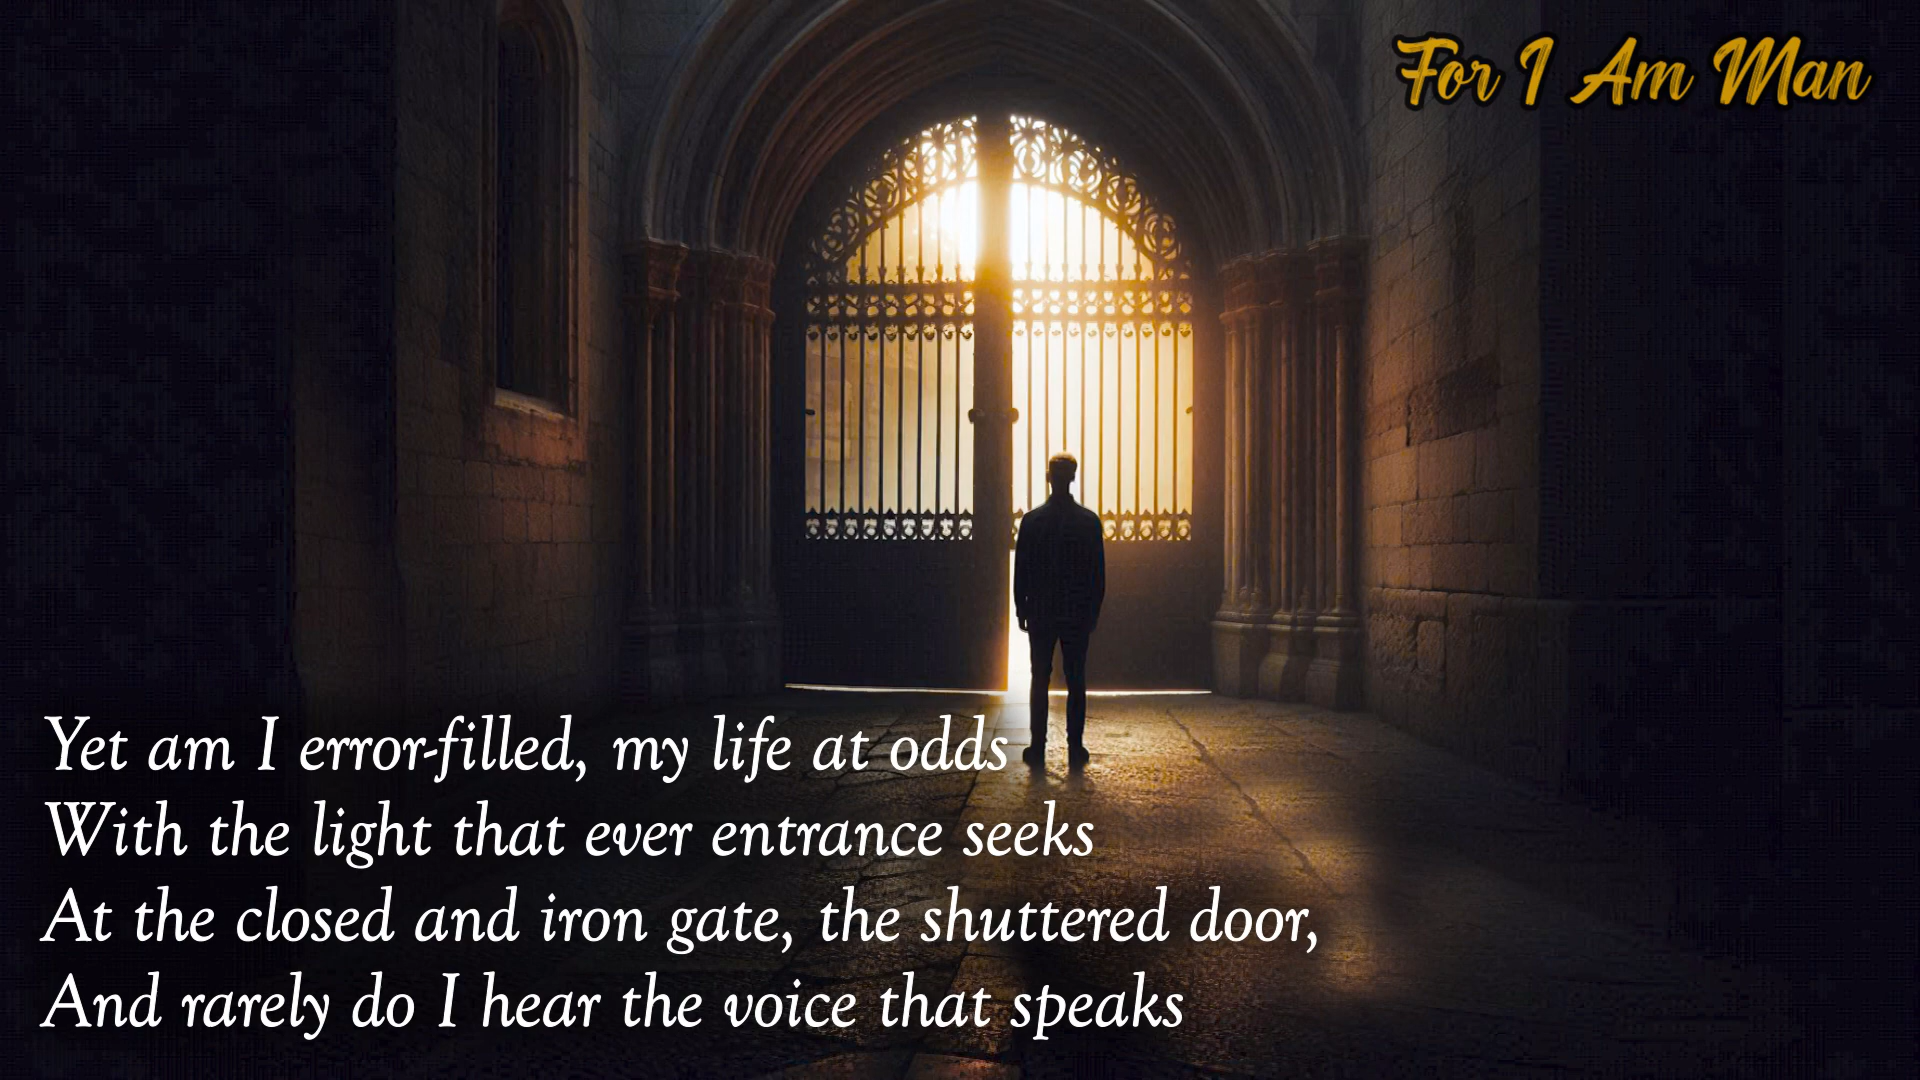 For I Am Man
Yet am I error-filled, my life at odds
With the light that ever entrance seeks
At the closed and iron gate, the shuttered door,
And rarely do I hear the voice that speaks